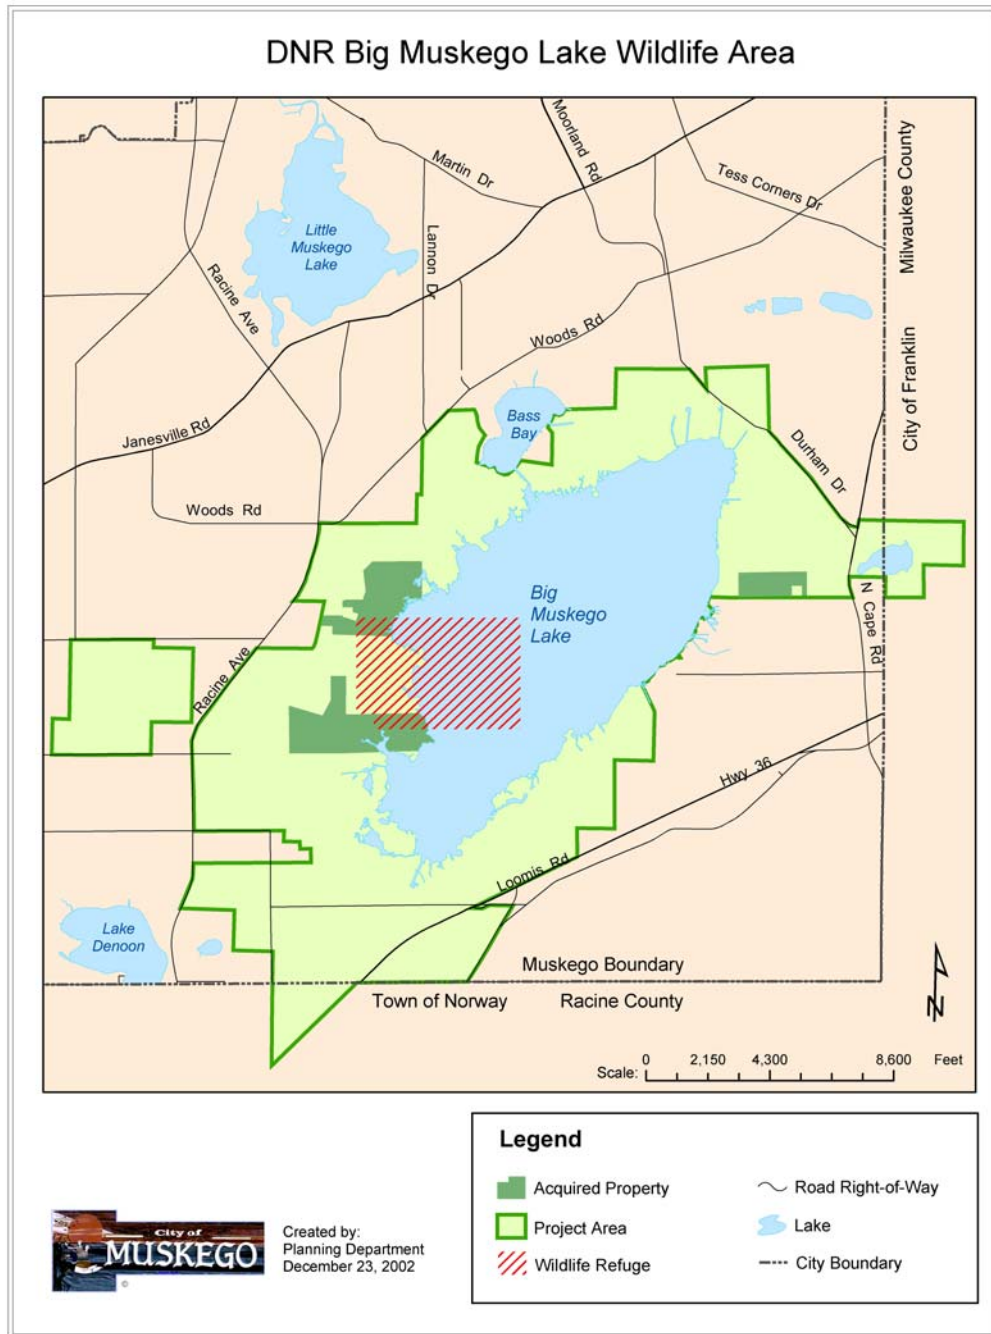 DNR Big Muskego Lake Wildlife Area
Moorland Rd
Martin Dr
Tess Corners Dr
Milwaukee County
Little
Muskego
Lake
Lannon Dr
Racine Ave
Woods Rd
City of Franklin
Janesville Rd
Bass
Bay
Durham Dr
Woods Rd
Big
Muskego
Lake
N Cape Rd
Racine Ave
Hwy 36
Loomis Rd
Lake
Denoon
Muskego Boundary
Town of Norway
Racine County
N
0 2,150 4,300 8,600 Feet
Scale:
Legend
Acquired Property
Project Area
Wildlife Refuge
Road Right-of-Way
Lake
City Boundary
City of
MUSKEGO
©
Created by:
Planning Department
December 23, 2002